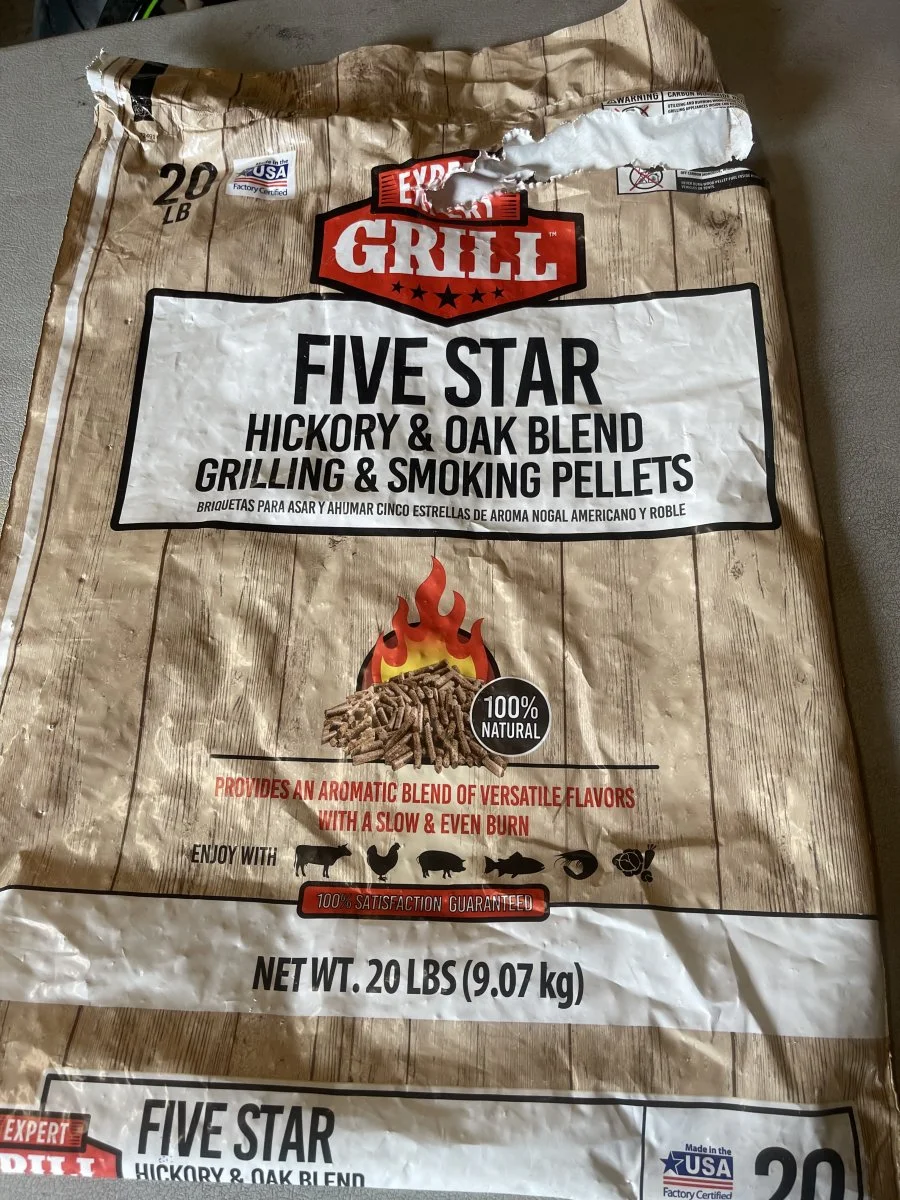 WARNING
20
LB
Made in the
USA
Factory Certified
GRILL™
FIVE STAR
HICKORY & OAK BLEND
GRILLING & SMOKING PELLETS
BRIQUETAS PARA ASAR Y AHUMAR CINCO ESTRELLAS DE AROMA NOGAL AMERICANO Y ROBLE
100%
NATURAL
PROVIDES AN AROMATIC BLEND OF VERSATILE FLAVORS
WITH A SLOW & EVEN BURN
ENJOY WITH
100% SATISFACTION GUARANTEED
NET WT. 20 LBS (9.07 kg)
EXPERT
FIVE STAR
HICKORY & OAK BLEND
Made in the
USA
Factory Certified
20